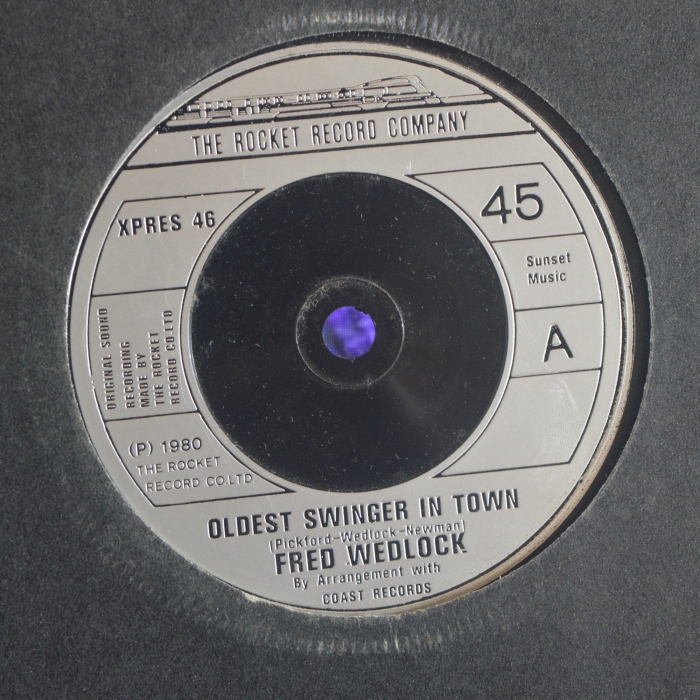 THE ROCKET RECORD COMPANY
XPRES 46
45
Sunset
Music
A
ORIGINAL SOUND
RECORDING
MADE BY
THE ROCKET
RECORD CO.LTD
(P) 1980
THE ROCKET
RECORD CO.LTD
OLDEST SWINGER IN TOWN
(Pickford-Wedlock-Newman)
FRED WEDLOCK
By Arrangement with
COAST RECORDS